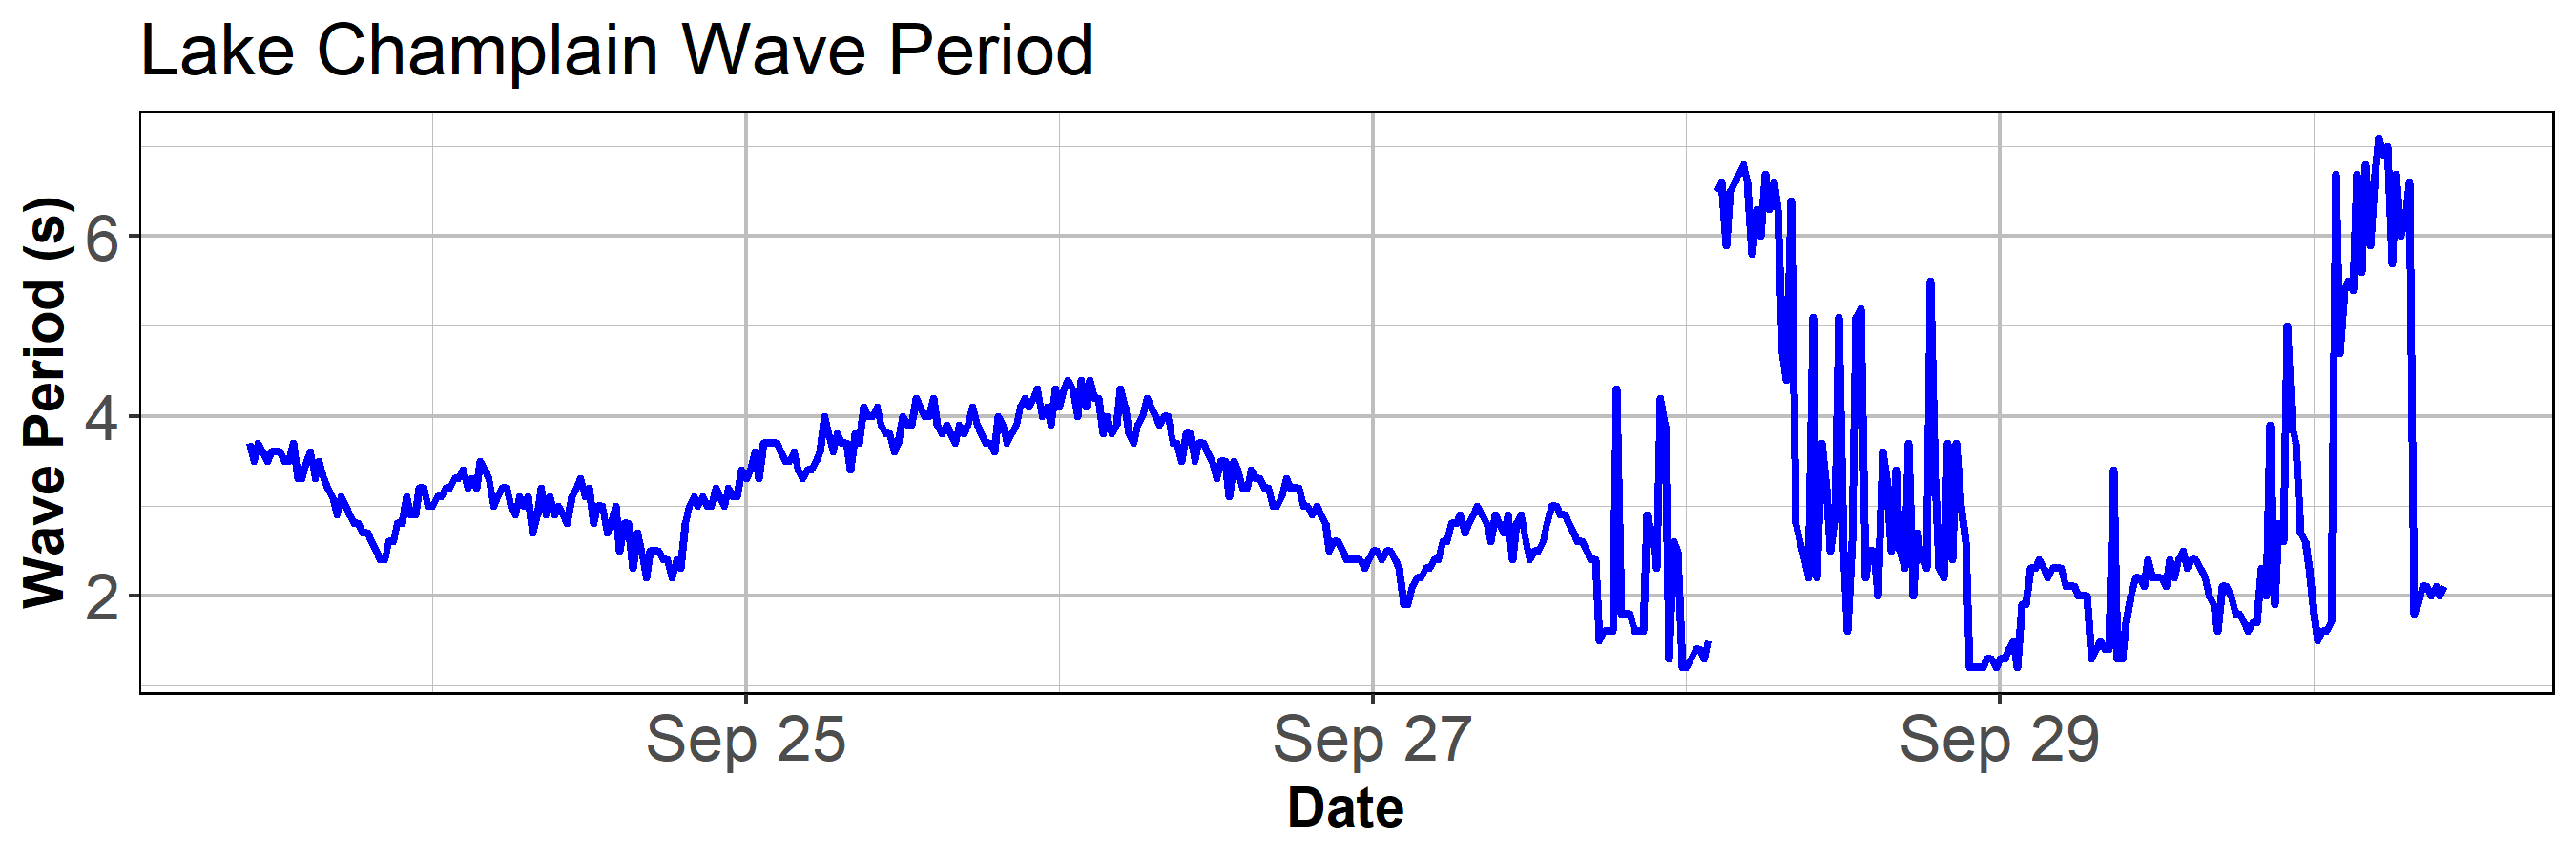 Lake Champlain Wave Period
Wave Period (s)
6
4
2
Sep 25
Sep 27
Sep 29
Date